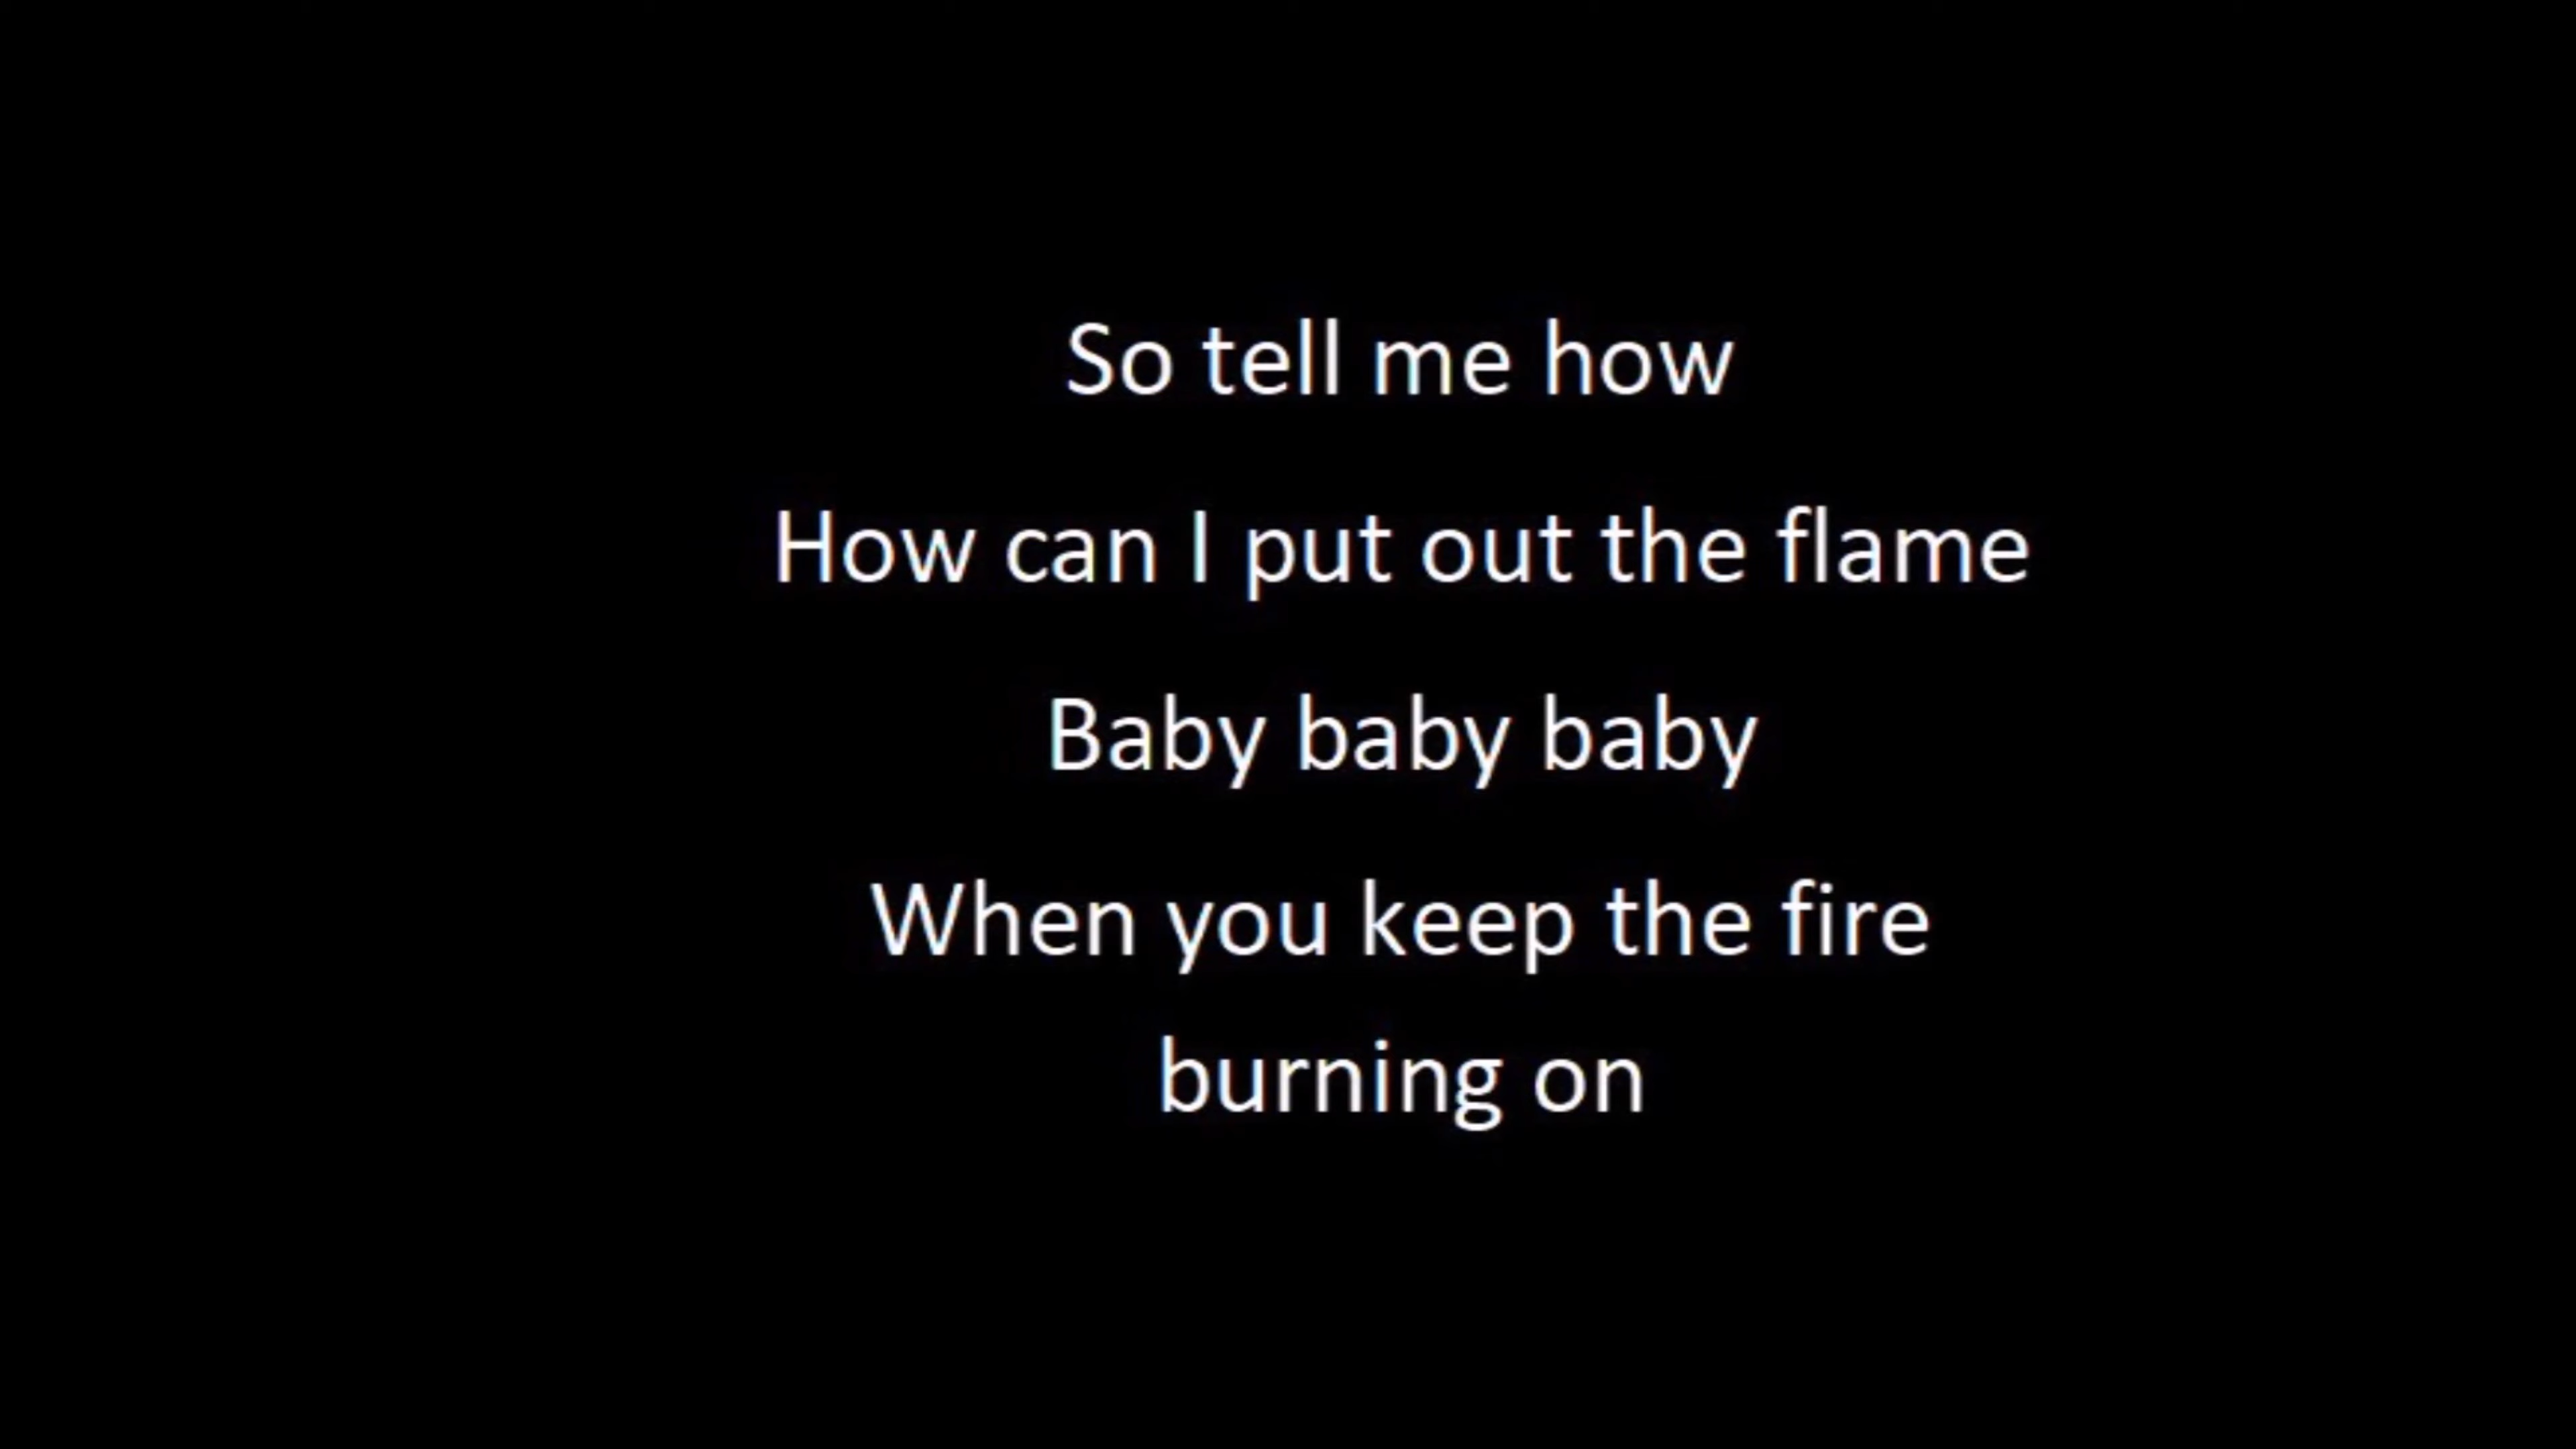 So tell me how
How can I put out the flame
Baby baby baby
When you keep the fire
burning on